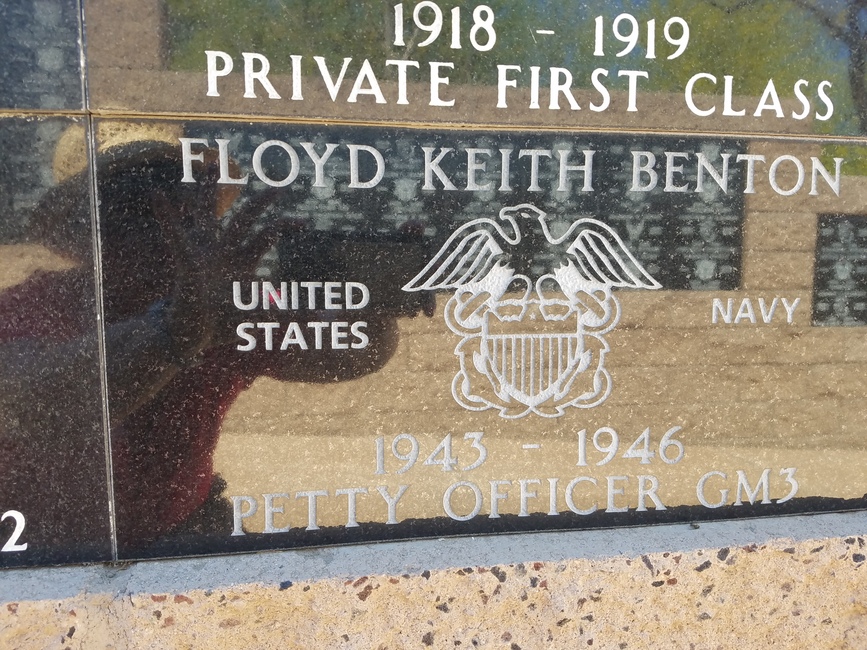 1918 - 1919
PRIVATE FIRST CLASS
FLOYD KEITH BENTON
UNITED STATES
NAVY
1943 - 1946
PETTY OFFICER GM3
2